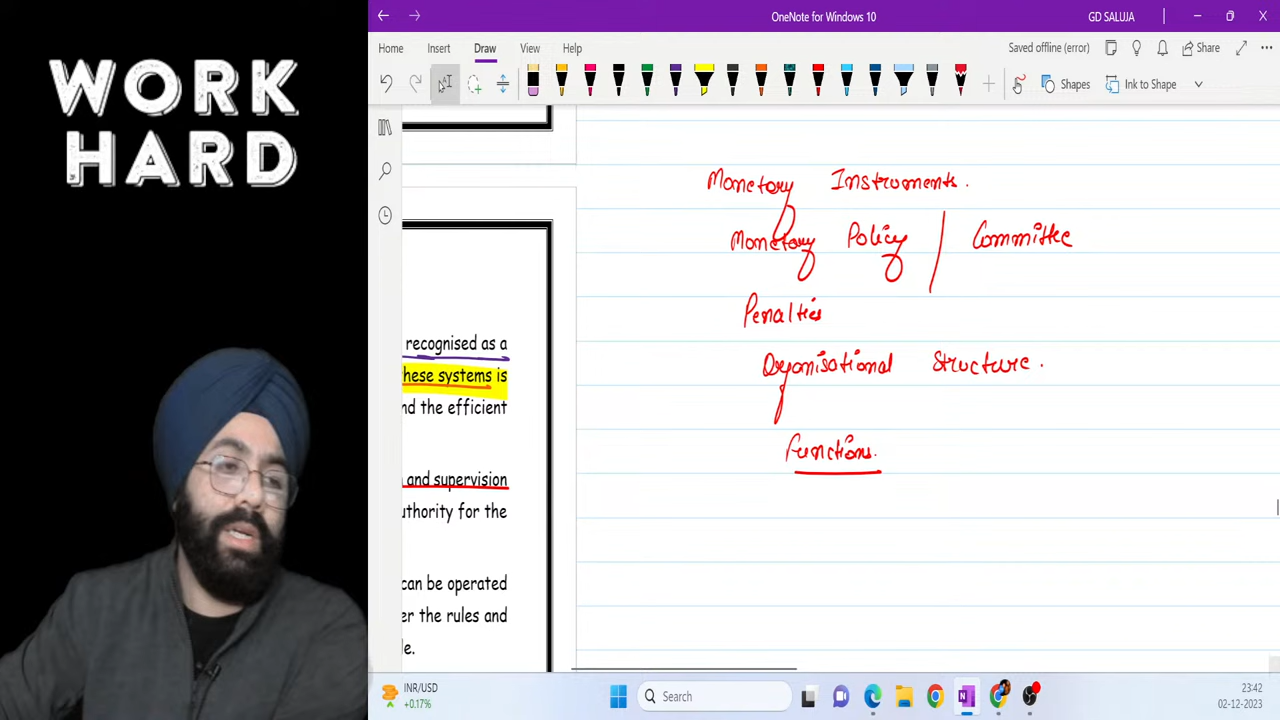 WORK
HARD
OneNote for Windows 10
GD SALUJA
Home Insert Draw View Help
Saved offline (error)
Share
Shapes
Ink to Shape
Monetary Instruments.
Monetary Policy / Committee
Penalties
Organisational Structure.
Functions.
recognised as a
hese systems is
nd the efficient
and supervision
uthority for the
can be operated
er the rules and
le.
INR/USD
+0.17%
Search
23:42
02-12-2023